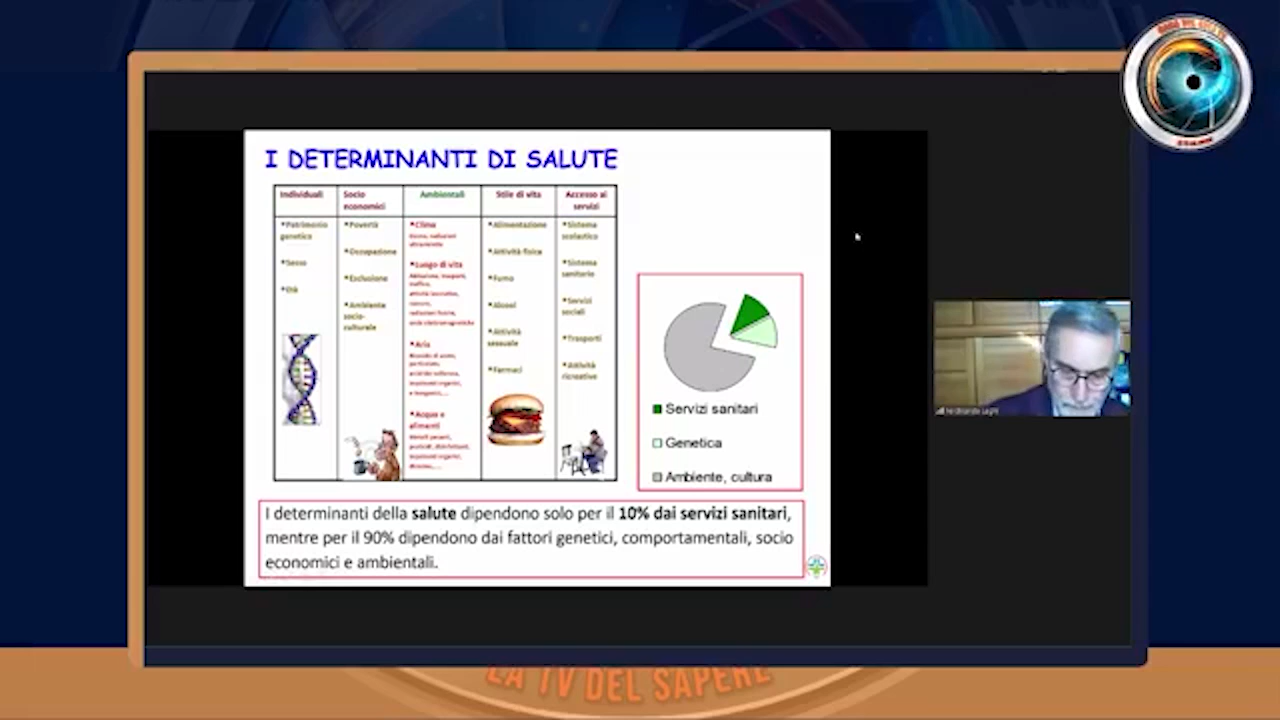 I DETERMINANTI DI SALUTE
Individuali
Socio
economici
Ambientali
Stile di vita
Accesso ai
servizi
Patrimonio
genetico
Sesso
Età
Povertà
Occupazione
Esclusione
Ambiente
socio-
culturale
Clima
Luogo di vita
Aria
Acqua e
alimenti
Alimentazione
Attività fisica
Fumo
Alcool
Attività
sessuale
Farmaci
Sistema
scolastico
Sistema
sanitario
Servizi
sociali
Trasporti
Attività
ricreative
Servizi sanitari
Genetica
Ambiente, cultura
I determinanti della salute dipendono solo per il 10% dai servizi sanitari,
mentre per il 90% dipendono dai fattori genetici, comportamentali, socio
economici e ambientali.
LA TV DEL SAPERE